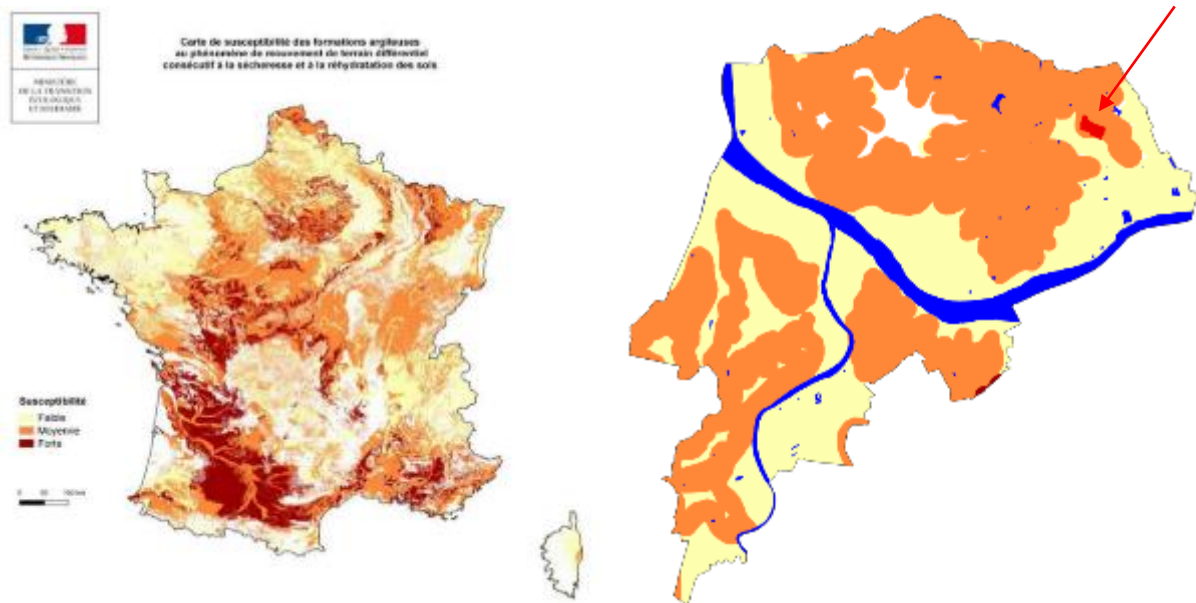 MINISTÈRE
DE LA TRANSITION
ÉCOLOGIQUE
ET SOLIDAIRE
Carte de susceptibilité des formations argileuses
au phénomène de mouvement de terrain différentiel
consécutif à la sécheresse et à la réhydratation des sols
Susceptibilité
Faible
Moyenne
Forte